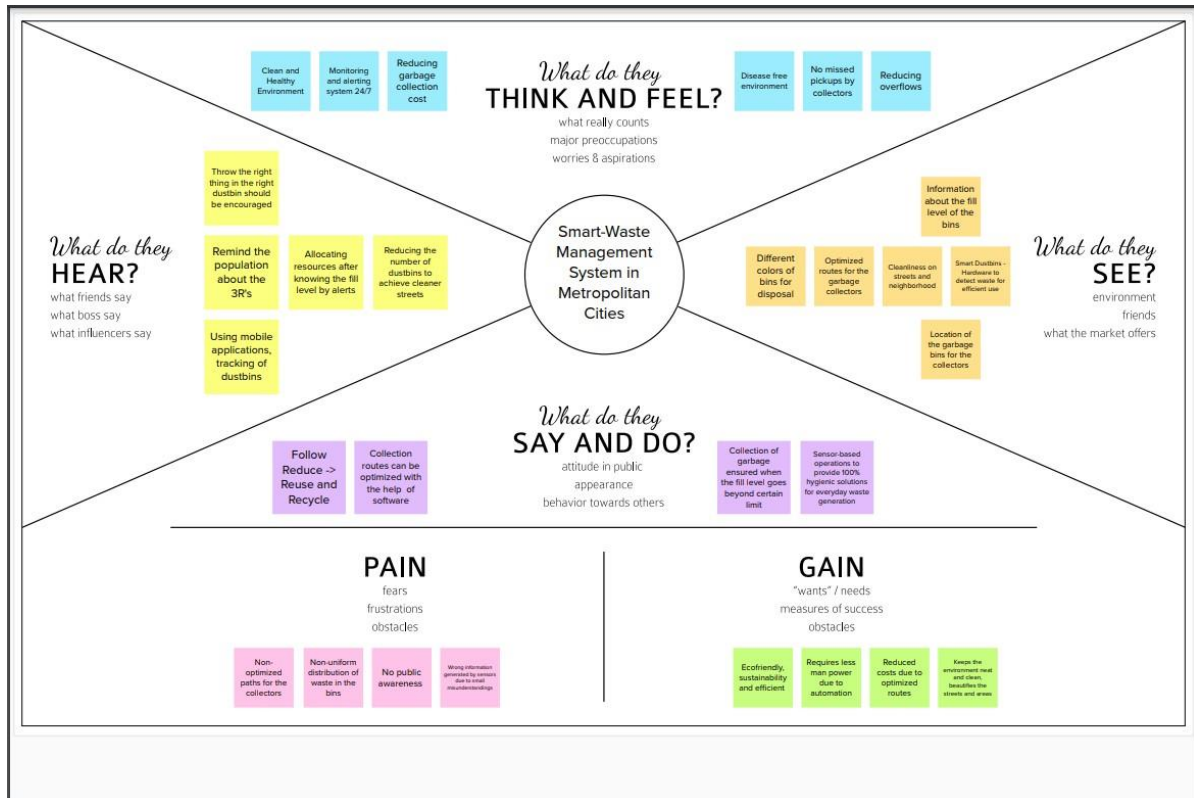 Clean and
Healthy
Environment
Monitoring
and alerting
system 24/7
Reducing
garbage
collection
cost
What do they
THINK AND FEEL?
what really counts
major preoccupations
worries & aspirations
Disease free
environment
No missed
pickups by
collectors
Reducing
overflows
What do they
HEAR?
what friends say
what boss say
what influencers say
Throw the right
thing in the right
dustbin should
be encouraged
Remind the
population
about the
3R's
Allocating
resources after
knowing the fill
level by alerts
Reducing the
number of
dustbins to
achieve cleaner
streets
Using mobile
applications,
tracking of
dustbins
Smart-Waste
Management
System in
Metropolitan
Cities
Information
about the fill
level of the
bins
Different
colors of
bins for
disposal
Optimized
routes for the
garbage
collectors
Cleanliness on
streets and
neighborhood
Smart Dustbins -
Hardware to
detect waste for
efficient use
Location of
the garbage
bins for the
collectors
What do they
SEE?
environment
friends
what the market offers
What do they
SAY AND DO?
attitude in public
appearance
behavior towards others
Follow
Reduce ->
Reuse and
Recycle
Collection
routes can be
optimized with
the help of
software
Collection of
garbage
ensured when
the fill level goes
beyond certain
limit
Sensor-based
operations to
provide 100%
hygienic solutions
for everyday waste
generation
PAIN
fears
frustrations
obstacles
Non-
optimized
paths for the
collectors
Non-uniform
distribution of
waste in the
bins
No public
awareness
Wrong information
generated by sensors
due to small
misunderstandings
GAIN
"wants" / needs
measures of success
obstacles
Ecofriendly,
sustainability
and efficient
Requires less
man power
due to
automation
Reduced
costs due to
optimized
routes
Keeps the
environment neat
and clean,
beautifies the
streets and areas